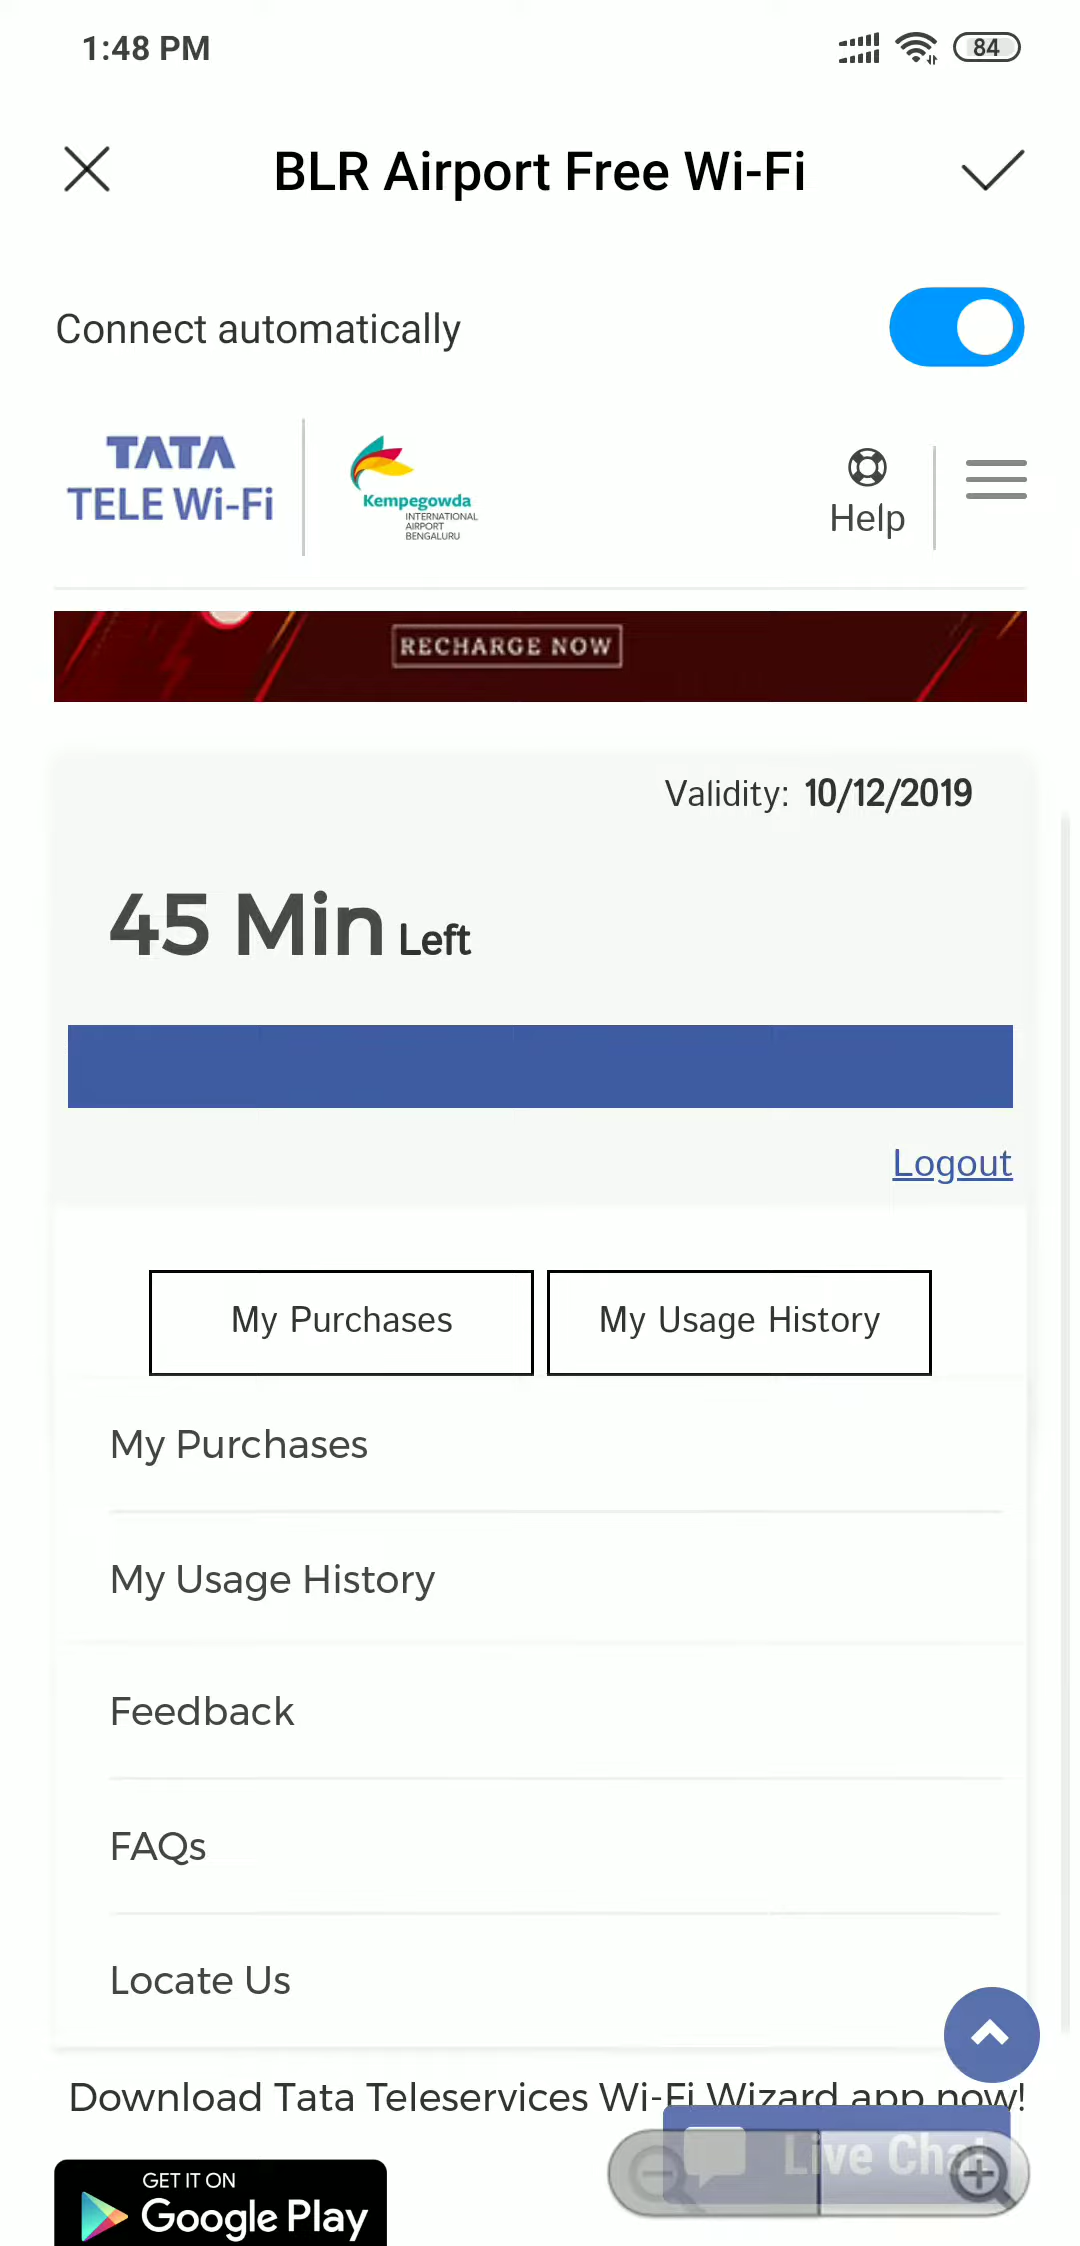 1:48 PM
84
BLR Airport Free Wi-Fi
Connect automatically
TATA
TELE Wi-Fi
Kempegowda
INTERNATIONAL
AIRPORT
BENGALURU
Help
RECHARGE NOW
Validity: 10/12/2019
45 Min Left
Logout
My Purchases
My Usage History
My Purchases
My Usage History
Feedback
FAQs
Locate Us
Download Tata Teleservices Wi-Fi Wizard app now!
Live Chat
GET IT ON
Google Play